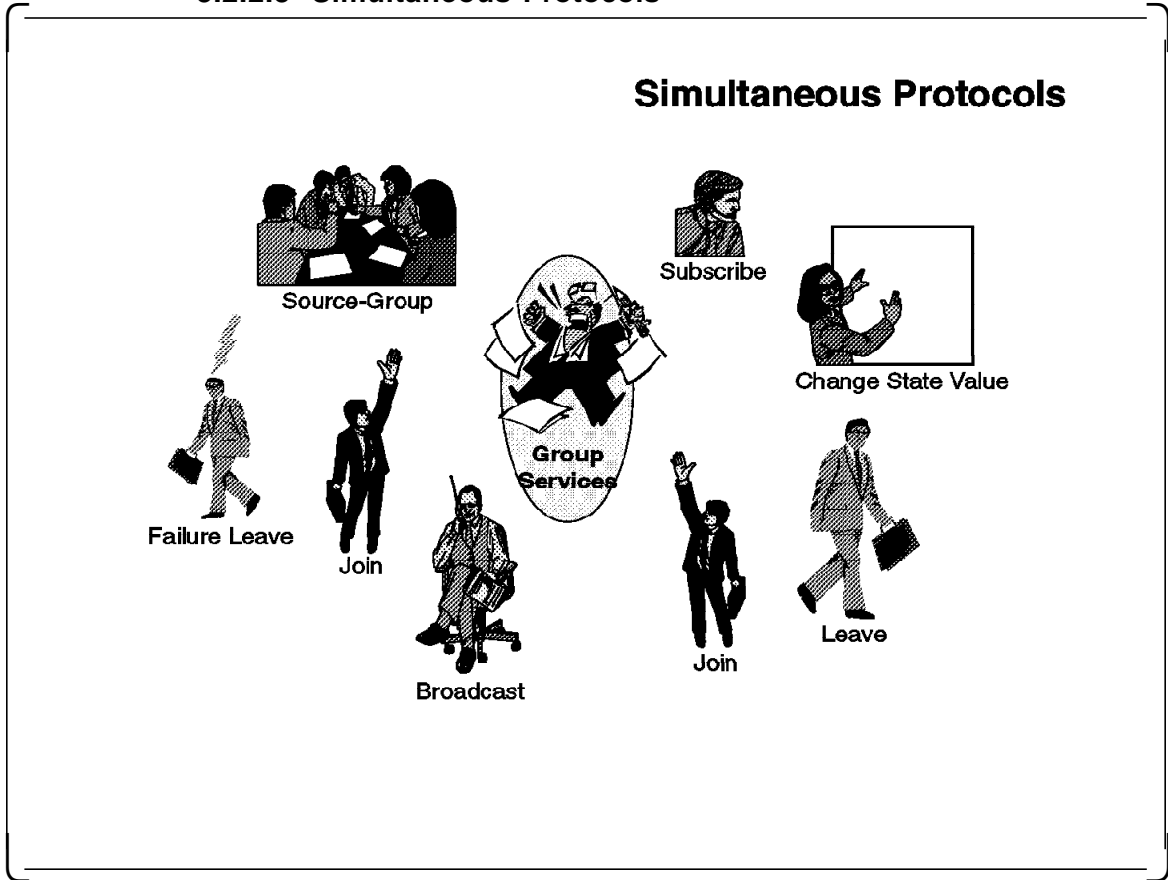 Simultaneous Protocols
Source-Group
Subscribe
Change State Value
Group
Services
Failure Leave
Join
Broadcast
Join
Leave